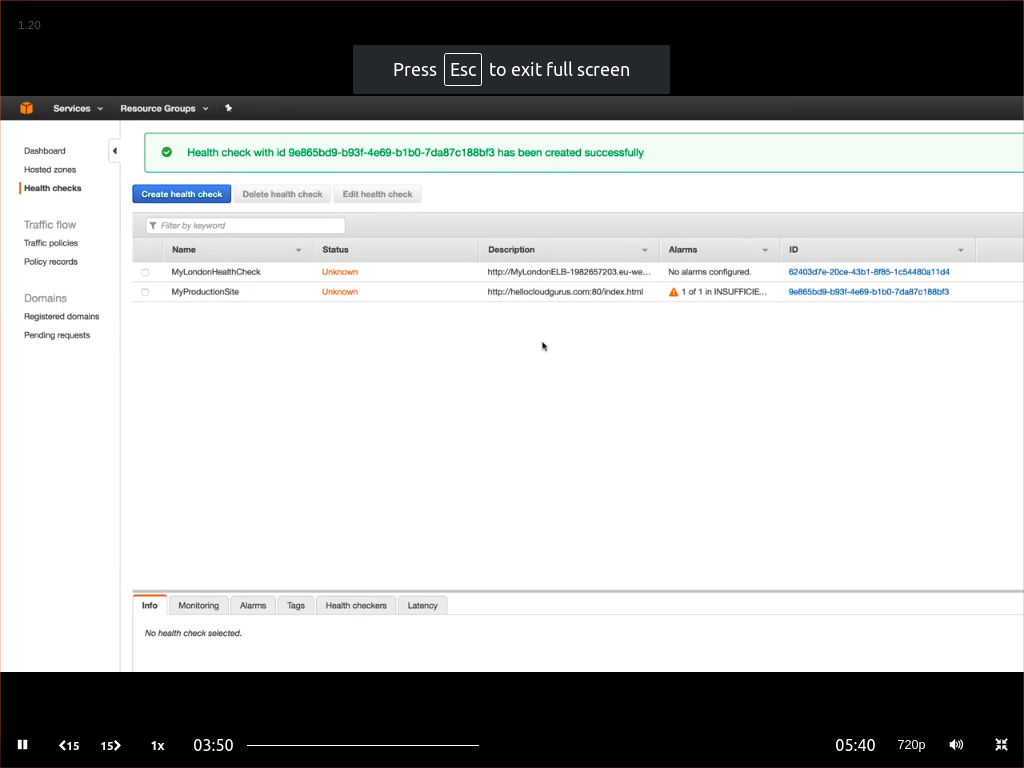 1.20
Press Esc to exit full screen
Services Resource Groups
Dashboard
Hosted zones
Health checks
Traffic flow
Traffic policies
Policy records
Domains
Registered domains
Pending requests
Health check with id 9e865bd9-b93f-4e69-b1b0-7da87c188bf3 has been created successfully
Create health check Delete health check Edit health check
Filter by keyword
Name Status Description Alarms ID
MyLondonHealthCheck Unknown http://MyLondonELB-1982657203.eu-we... No alarms configured. 62403d7e-20ce-43b1-8f85-1c54480a11d4
MyProductionSite Unknown http://hellocloudgurus.com:80/index.html 1 of 1 in INSUFFICIE... 9e865bd9-b93f-4e69-b1b0-7da87c188bf3
Info Monitoring Alarms Tags Health checkers Latency
No health check selected.
15 15 1x 03:50 05:40 720p